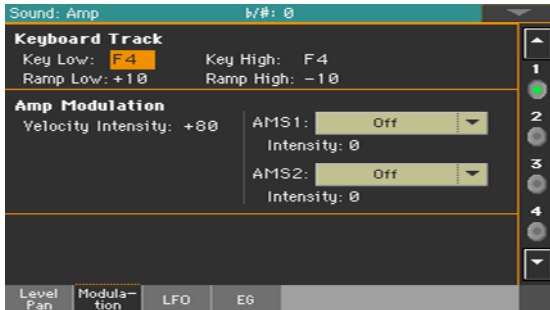 Sound: Amp b/#: 0
Keyboard Track
Key Low: F4 Key High: F4
Ramp Low: +10 Ramp High: -10
Amp Modulation
Velocity Intensity: +80 AMS1: Off
Intensity: 0
AMS2: Off
Intensity: 0
1
2
3
4
Level Pan Modula-tion LFO EG